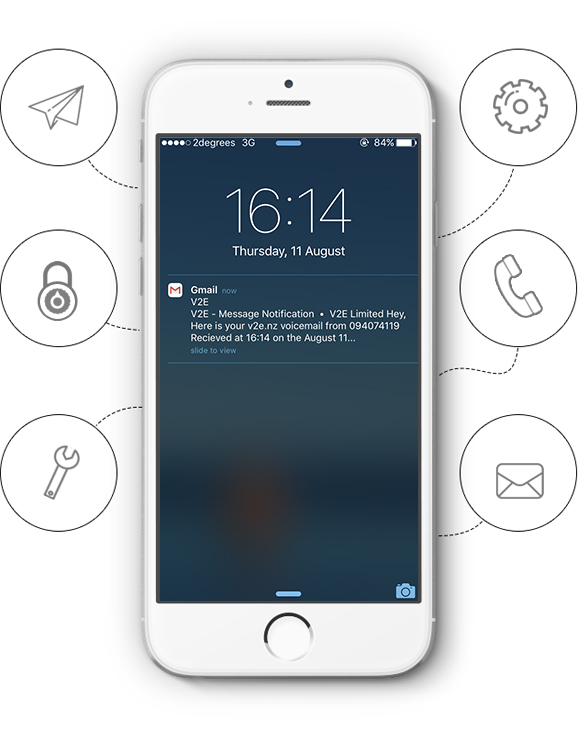 2degrees 3G 84%
16:14
Thursday, 11 August
Gmail now
V2E
V2E - Message Notification • V2E Limited Hey,
Here is your v2e.nz voicemail from 094074119
Recieved at 16:14 on the August 11...
slide to view